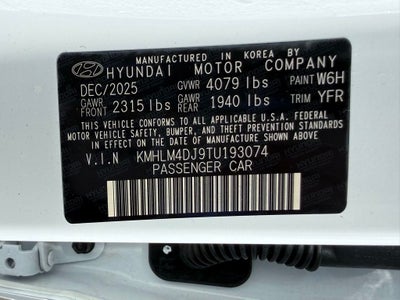 MANUFACTURED IN KOREA BY
HYUNDAI MOTOR COMPANY
DEC/2025 GVWR 4079 lbs PAINT W6H
GAWR FRONT 2315 lbs GAWR REAR 1940 lbs TRIM YFR
THIS VEHICLE CONFORMS TO ALL APPLICABLE U.S. FEDERAL
MOTOR VEHICLE SAFETY, BUMPER, AND THEFT PREVENTION
STANDARDS IN EFFECT ON THE DATE OF MANUFACTURE SHOWN ABOVE.
V.I.N KMHLM4DJ9TU193074
PASSENGER CAR